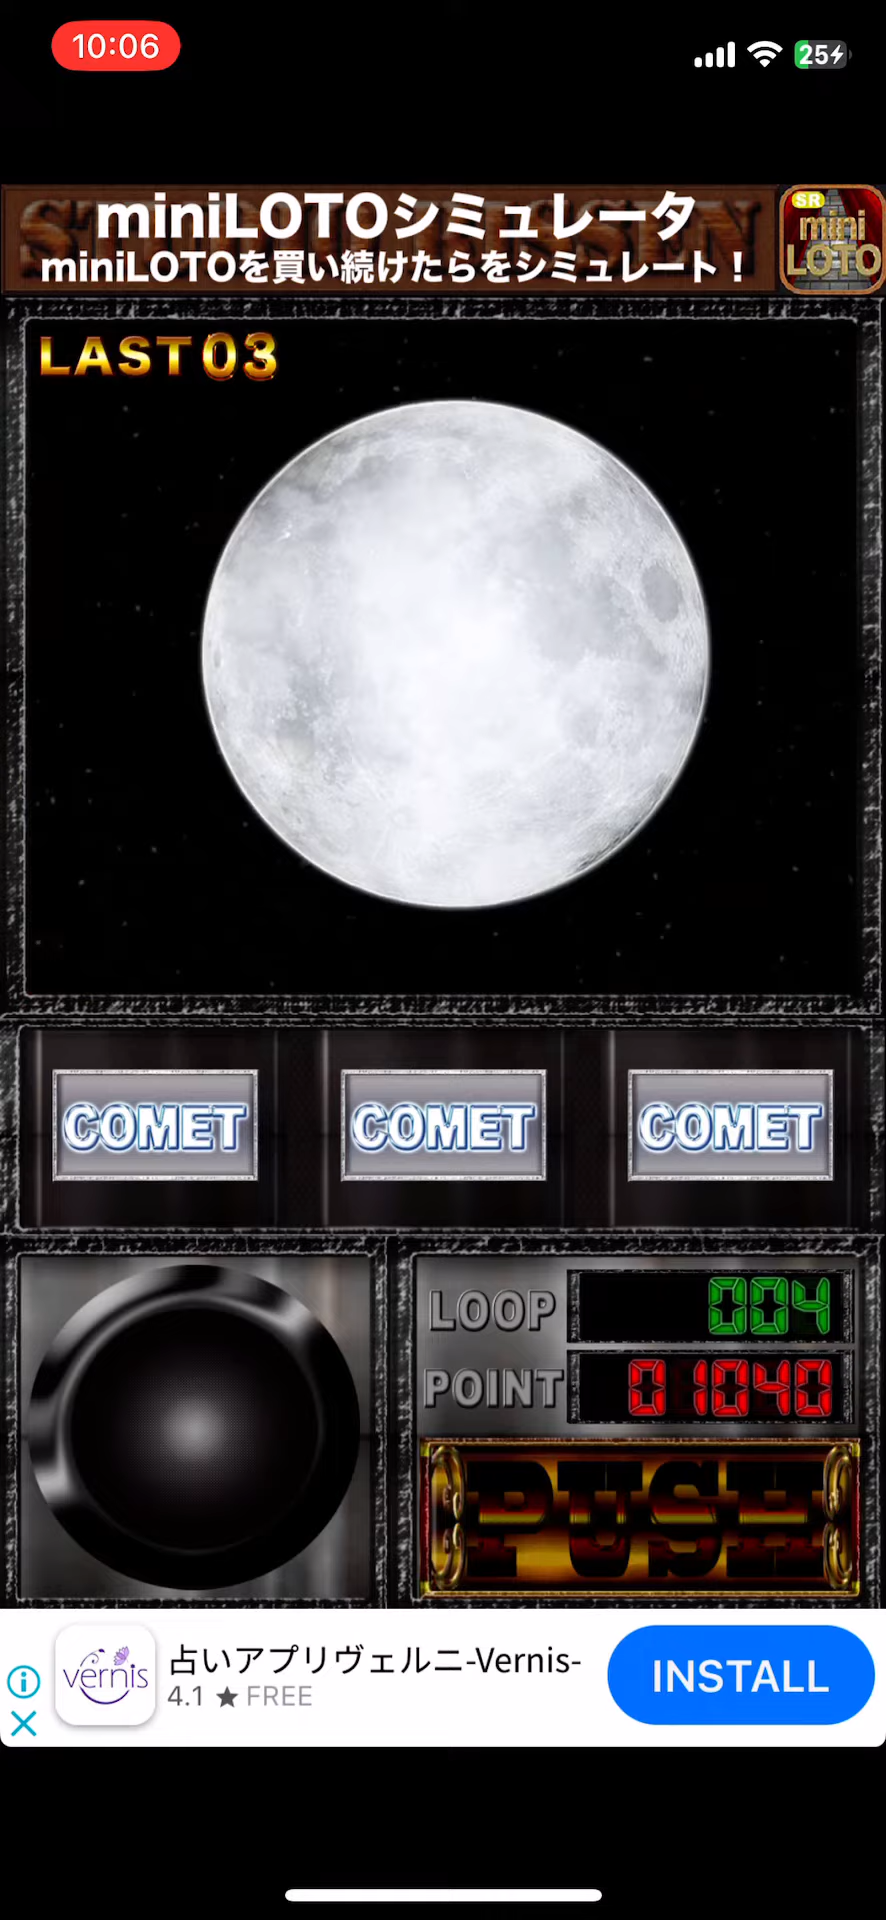 10:06
25
miniLOTOシミュレータ
miniLOTOを買い続けたらをシミュレート！
SR
mini
LOTO
LAST 03
COMET COMET COMET
LOOP 004
POINT 01040
PUSH
vernis
占いアプリヴェルニ-Vernis-
4.1 ★ FREE
INSTALL